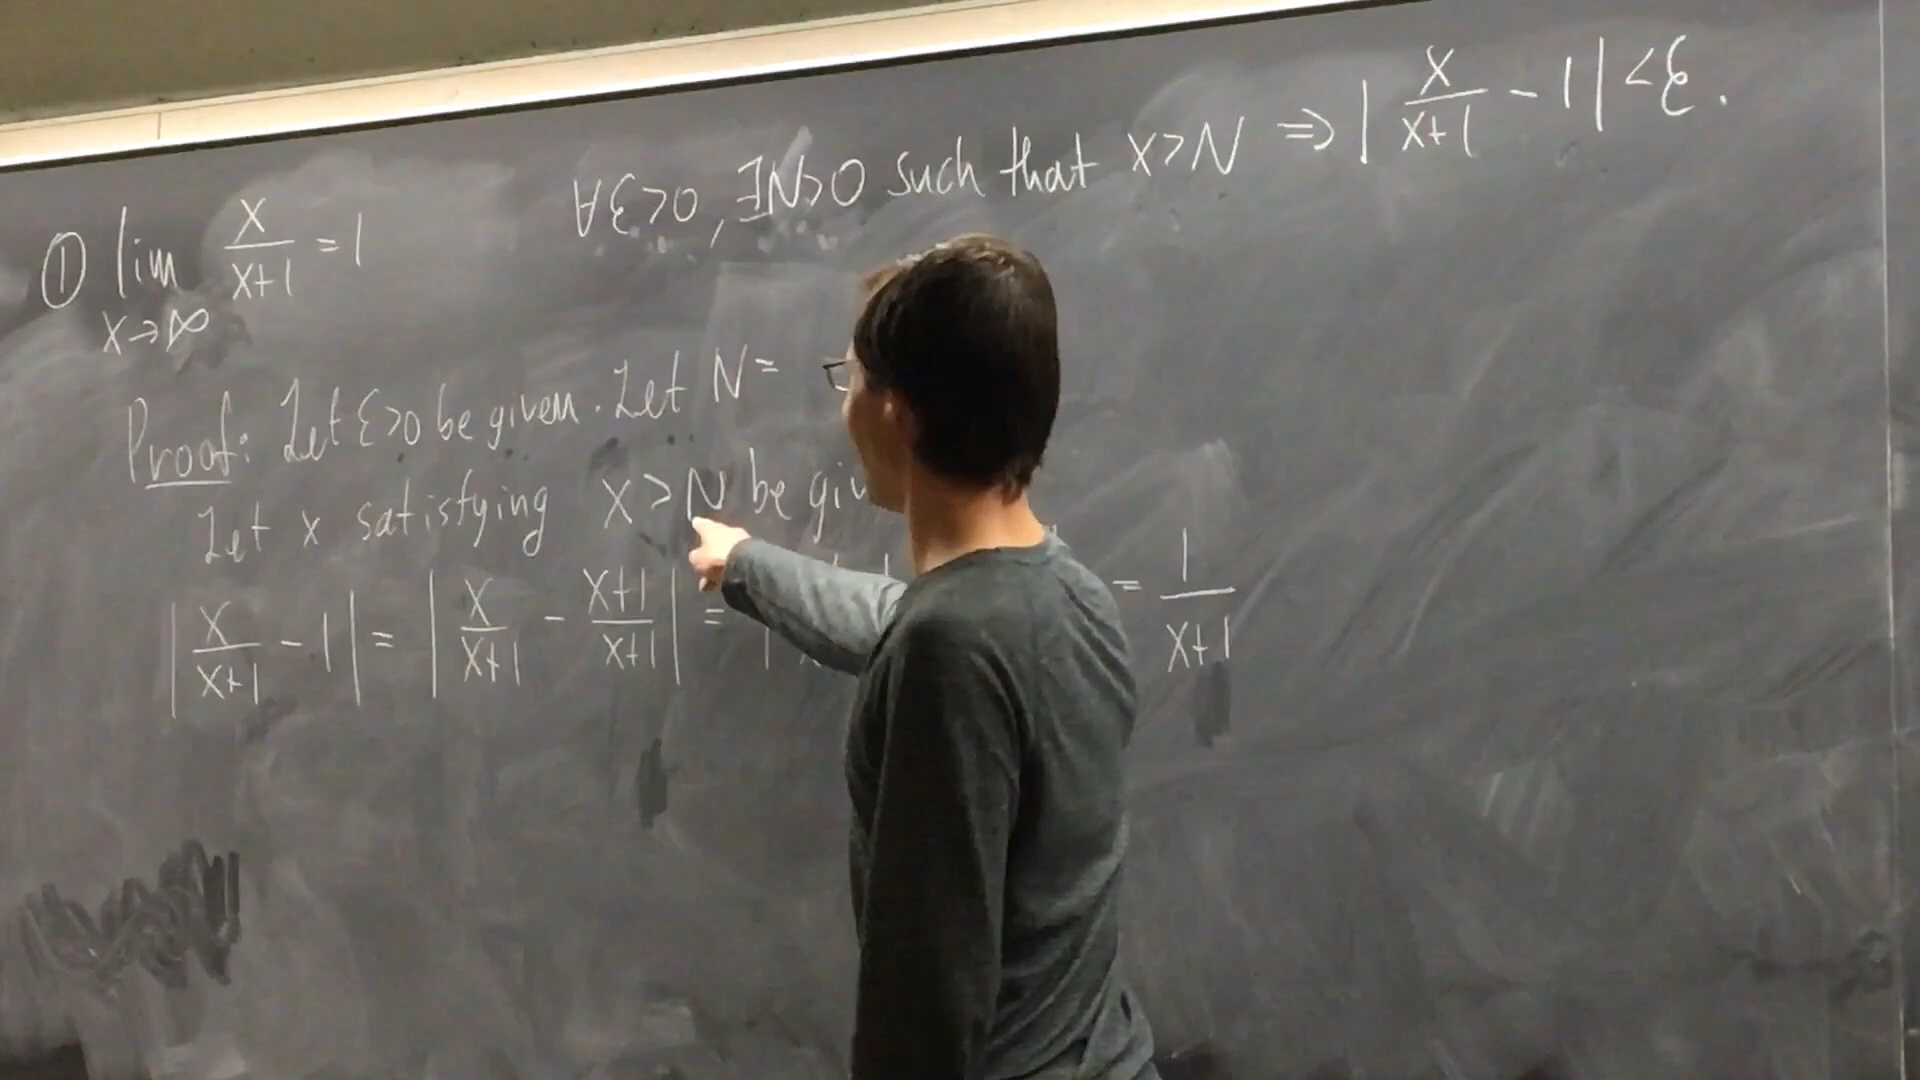 ∀ε>0, ∃N>0 such that x>N ⇒ | x/(x+1) - 1 | < ε.
① lim x→∞ x/(x+1) = 1
Proof: Let ε>0 be given. Let N =
Let x satisfying x > N be
| x/(x+1) - 1 | = | x/(x+1) - (x+1)/(x+1) | = | = 1/(x+1)